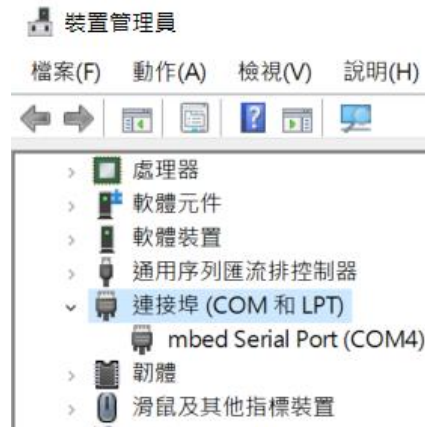 裝置管理員
檔案(F) 動作(A) 檢視(V) 說明(H)
處理器
軟體元件
軟體裝置
通用序列匯流排控制器
連接埠 (COM 和 LPT)
mbed Serial Port (COM4)
韌體
滑鼠及其他指標裝置